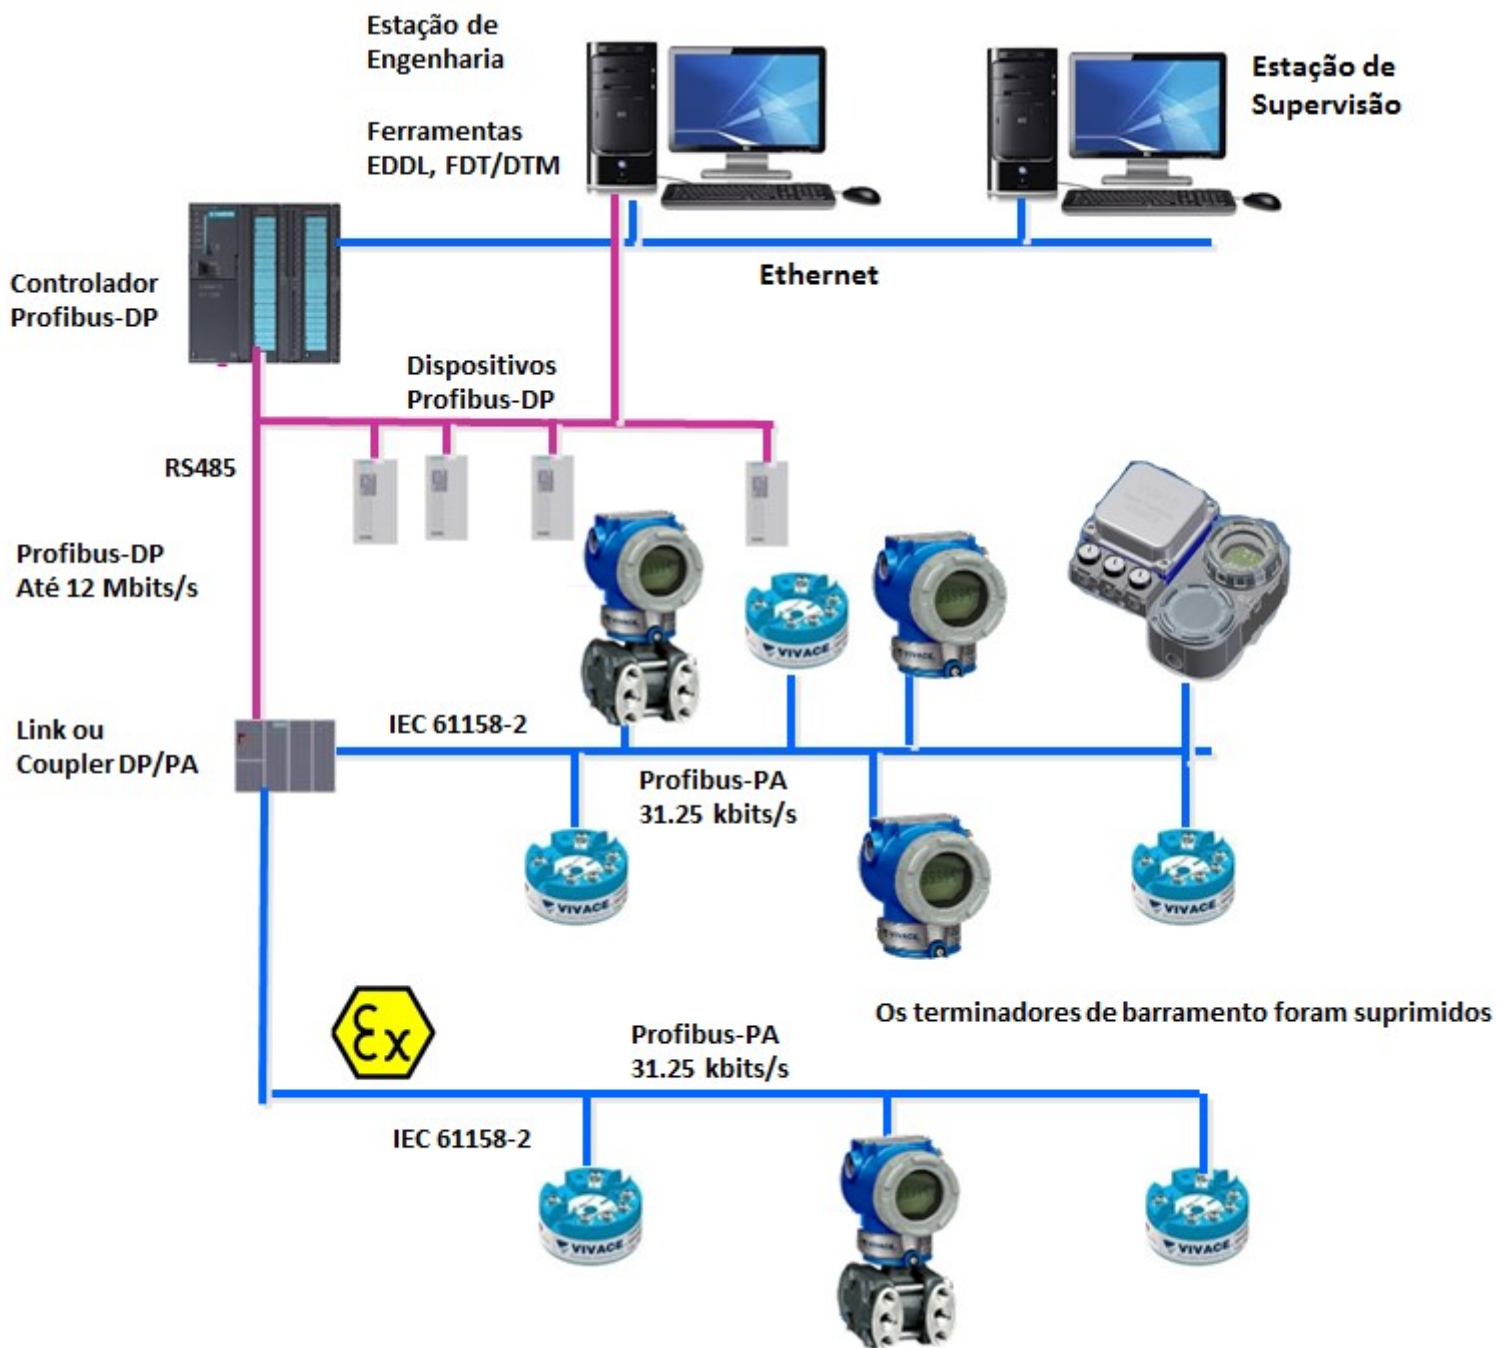 Estação de
Engenharia
Ferramentas
EDDL, FDT/DTM
Estação de
Supervisão
Ethernet
Controlador
Profibus-DP
Dispositivos
Profibus-DP
RS485
Profibus-DP
Até 12 Mbits/s
VIVACE
VIVACE
Link ou
Coupler DP/PA
IEC 61158-2
Profibus-PA
31.25 kbits/s
VIVACE
VIVACE
VIVACE
Os terminadores de barramento foram suprimidos
Ex
Profibus-PA
31.25 kbits/s
IEC 61158-2
VIVACE
VIVACE